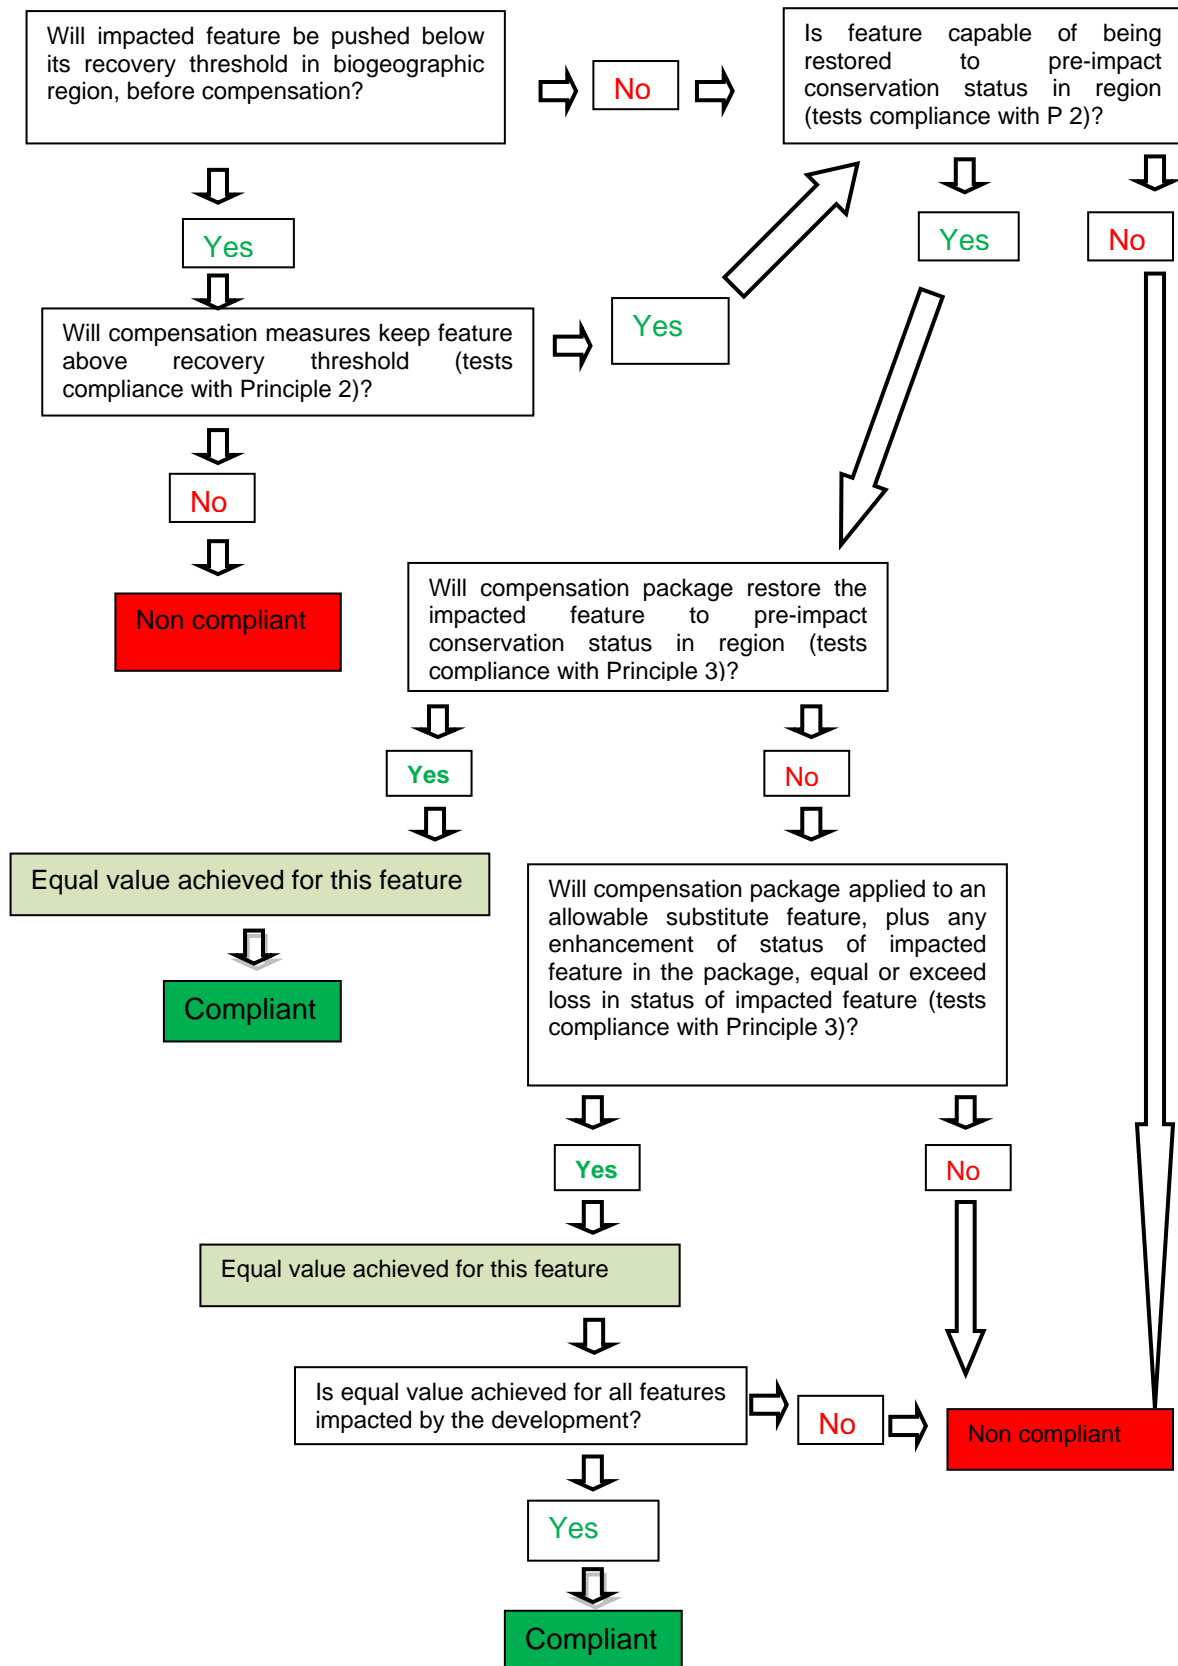 Will impacted feature be pushed below
its recovery threshold in biogeographic
region, before compensation?
No
Is feature capable of being
restored to pre-impact
conservation status in region
(tests compliance with P 2)?
Yes
Yes
No
Will compensation measures keep feature
above recovery threshold (tests
compliance with Principle 2)?
Yes
No
Non compliant
Will compensation package restore the
impacted feature to pre-impact
conservation status in region (tests
compliance with Principle 3)?
Yes
No
Equal value achieved for this feature
Compliant
Will compensation package applied to an
allowable substitute feature, plus any
enhancement of status of impacted
feature in the package, equal or exceed
loss in status of impacted feature (tests
compliance with Principle 3)?
Yes
No
Equal value achieved for this feature
Is equal value achieved for all features
impacted by the development?
No
Non compliant
Yes
Compliant